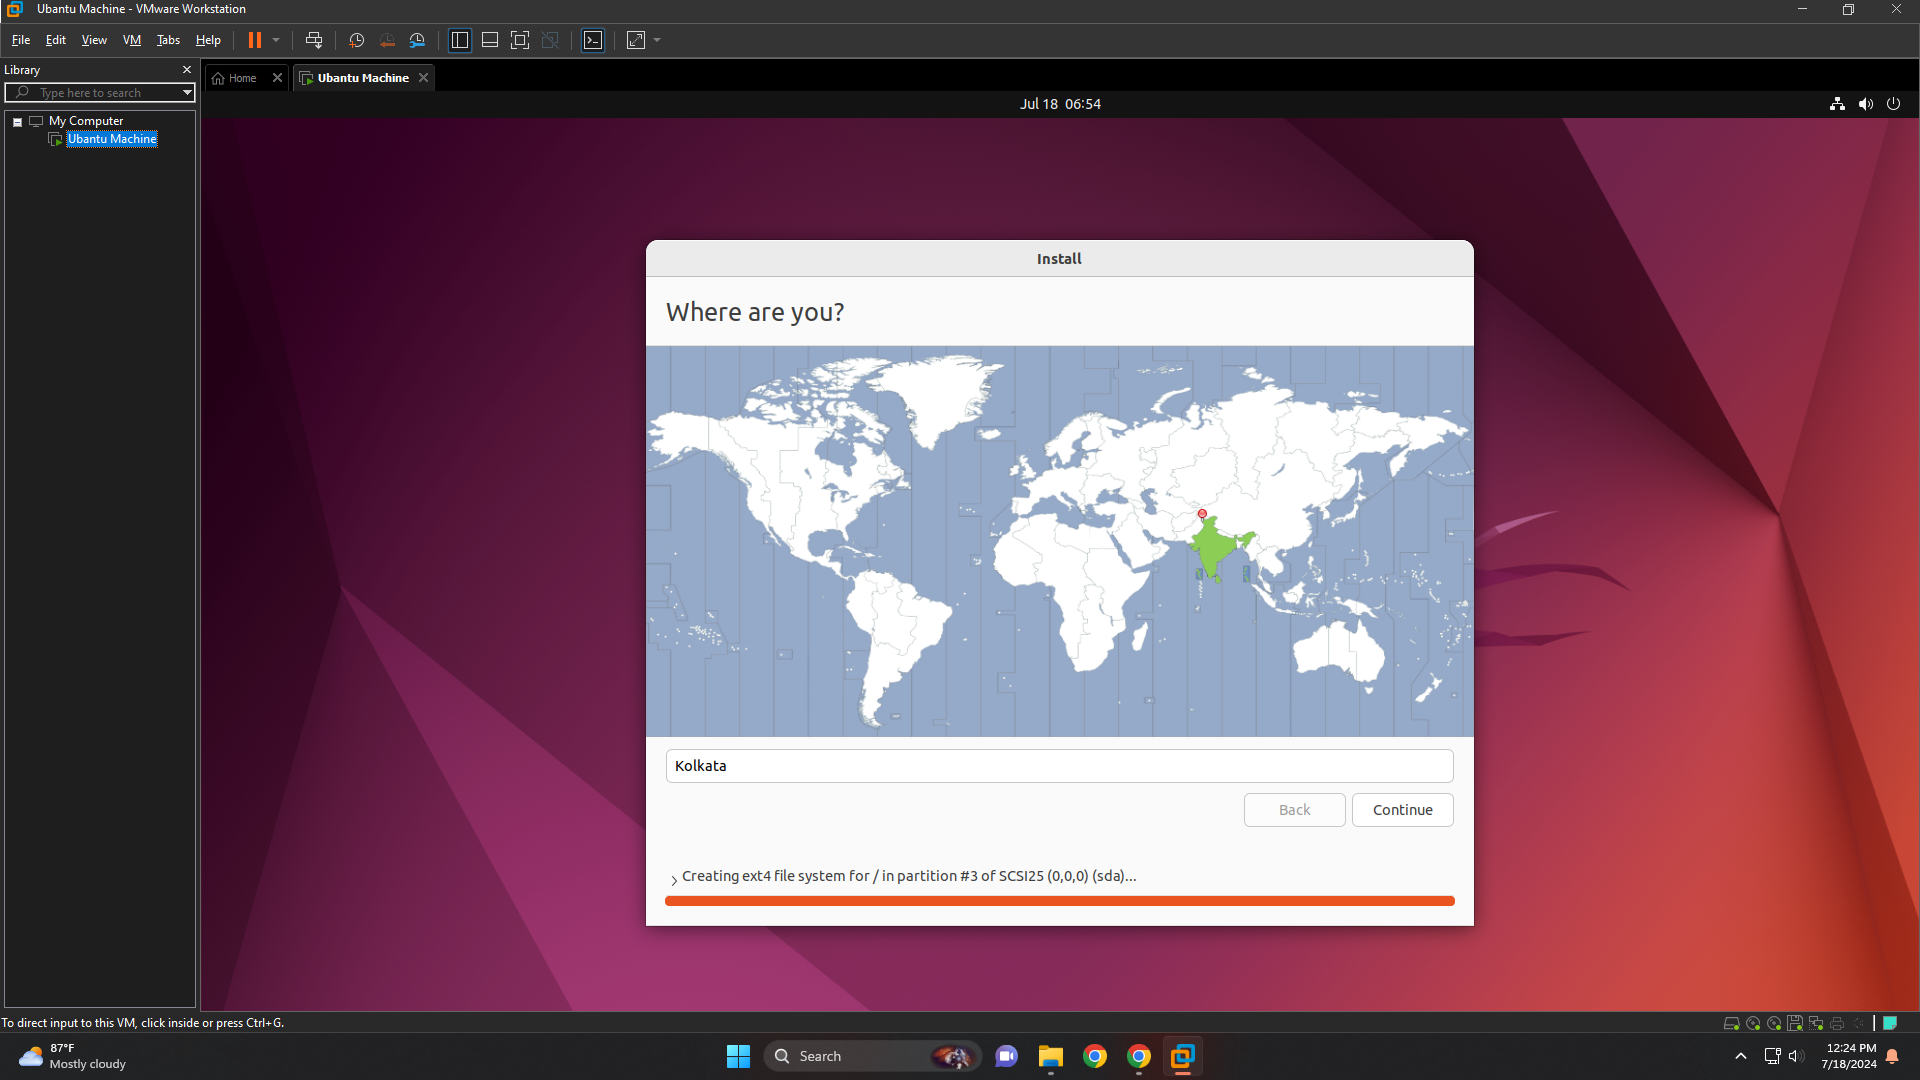 Ubantu Machine - VMware Workstation
File Edit View VM Tabs Help
Library
Type here to search
My Computer
Ubantu Machine
Home
Ubantu Machine
Jul 18 06:54
Install
Where are you?
Kolkata
Back
Continue
Creating ext4 file system for / in partition #3 of SCSI25 (0,0,0) (sda)...
To direct input to this VM, click inside or press Ctrl+G.
87°F
Mostly cloudy
Search
12:24 PM
7/18/2024